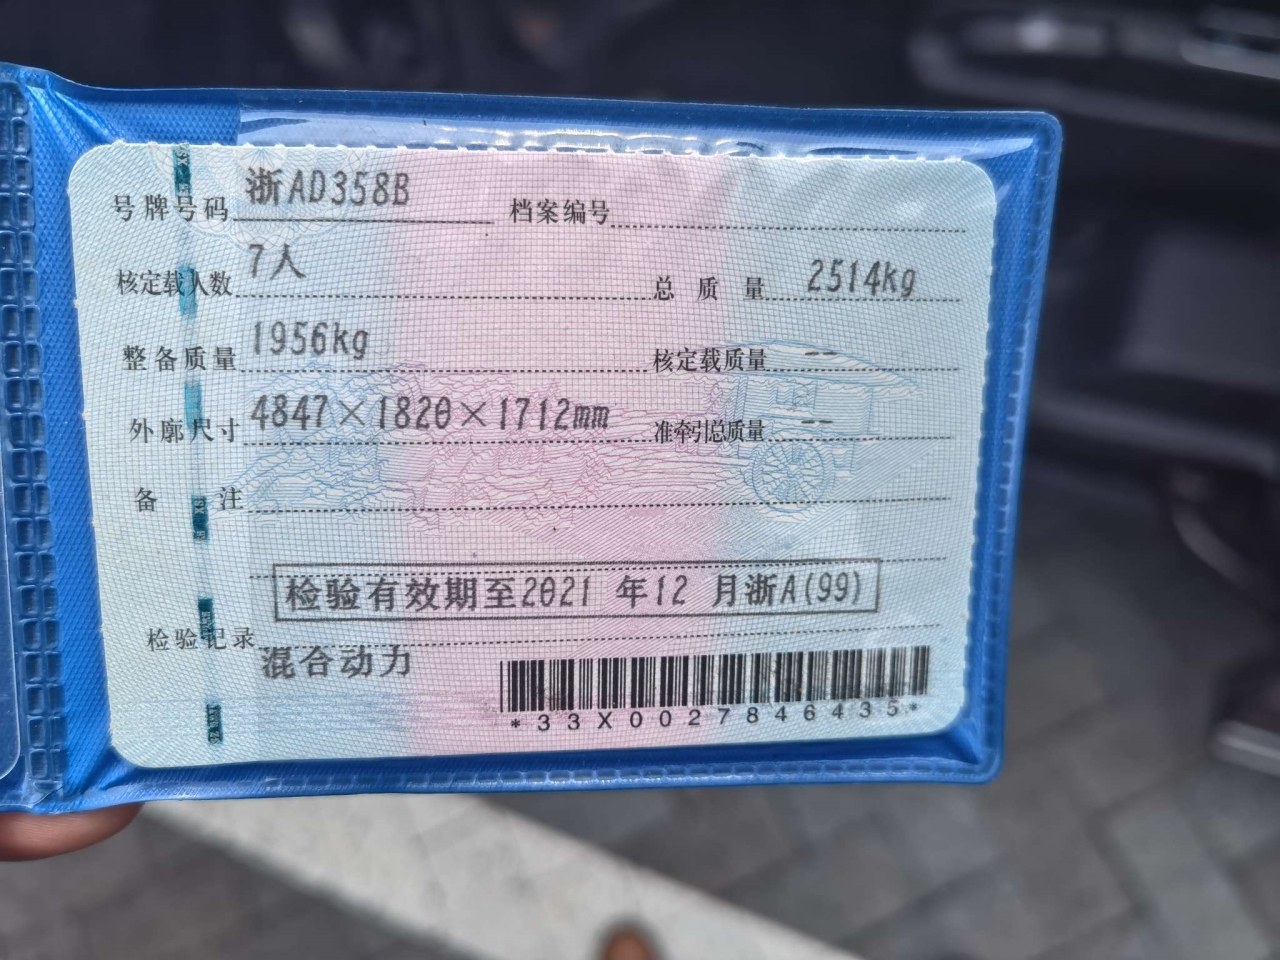 号牌号码 浙AD358B 档案编号
核定载人数 7人 总质量 2514kg
整备质量 1956kg 核定载质量 --
外廓尺寸 4847×1820×1712mm 准牵引总质量 --
备注
检验有效期至2021 年12 月浙A(99)
检验记录
混合动力
*33X0027846435*